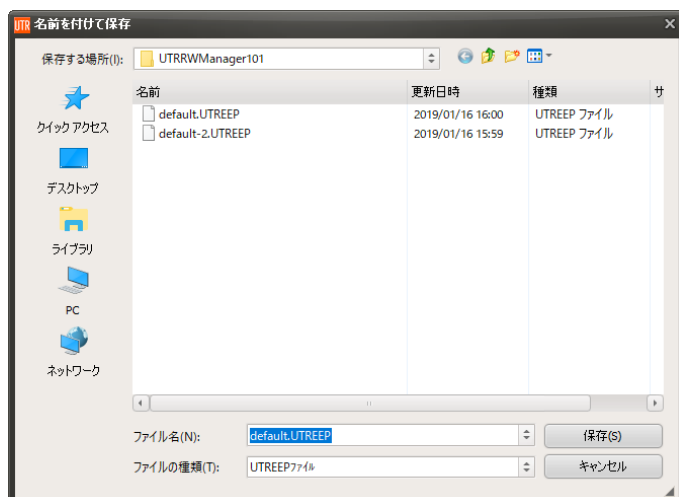 UTR 名前を付けて保存
保存する場所(I): UTRRWManager101
名前 更新日時 種類 サ
default.UTREEP 2019/01/16 16:00 UTREEP ファイル
default-2.UTREEP 2019/01/16 15:59 UTREEP ファイル
クイック アクセス
デスクトップ
ライブラリ
PC
ネットワーク
ファイル名(N): default.UTREEP 保存(S)
ファイルの種類(T): UTREEPファイル キャンセル